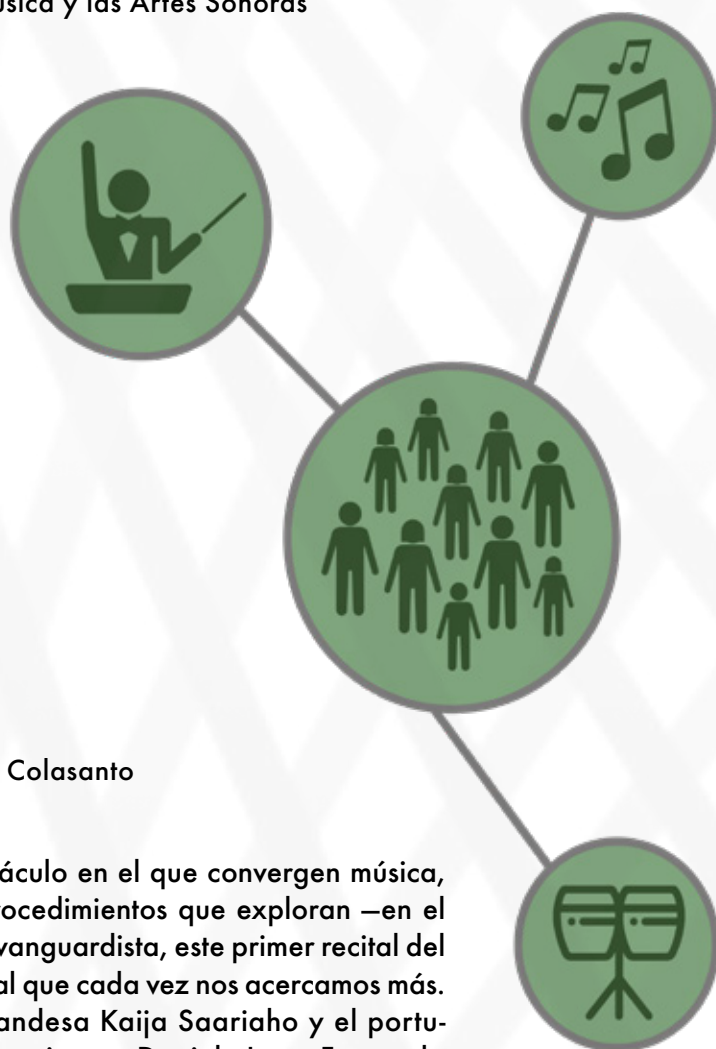 úsica y las Artes Sonoras
Colasanto
áculo en el que convergen música,
rocedimientos que exploran —en el
vanguardista, este primer recital del
al que cada vez nos acercamos más.
andesa Kaija Saariaho y el portu-